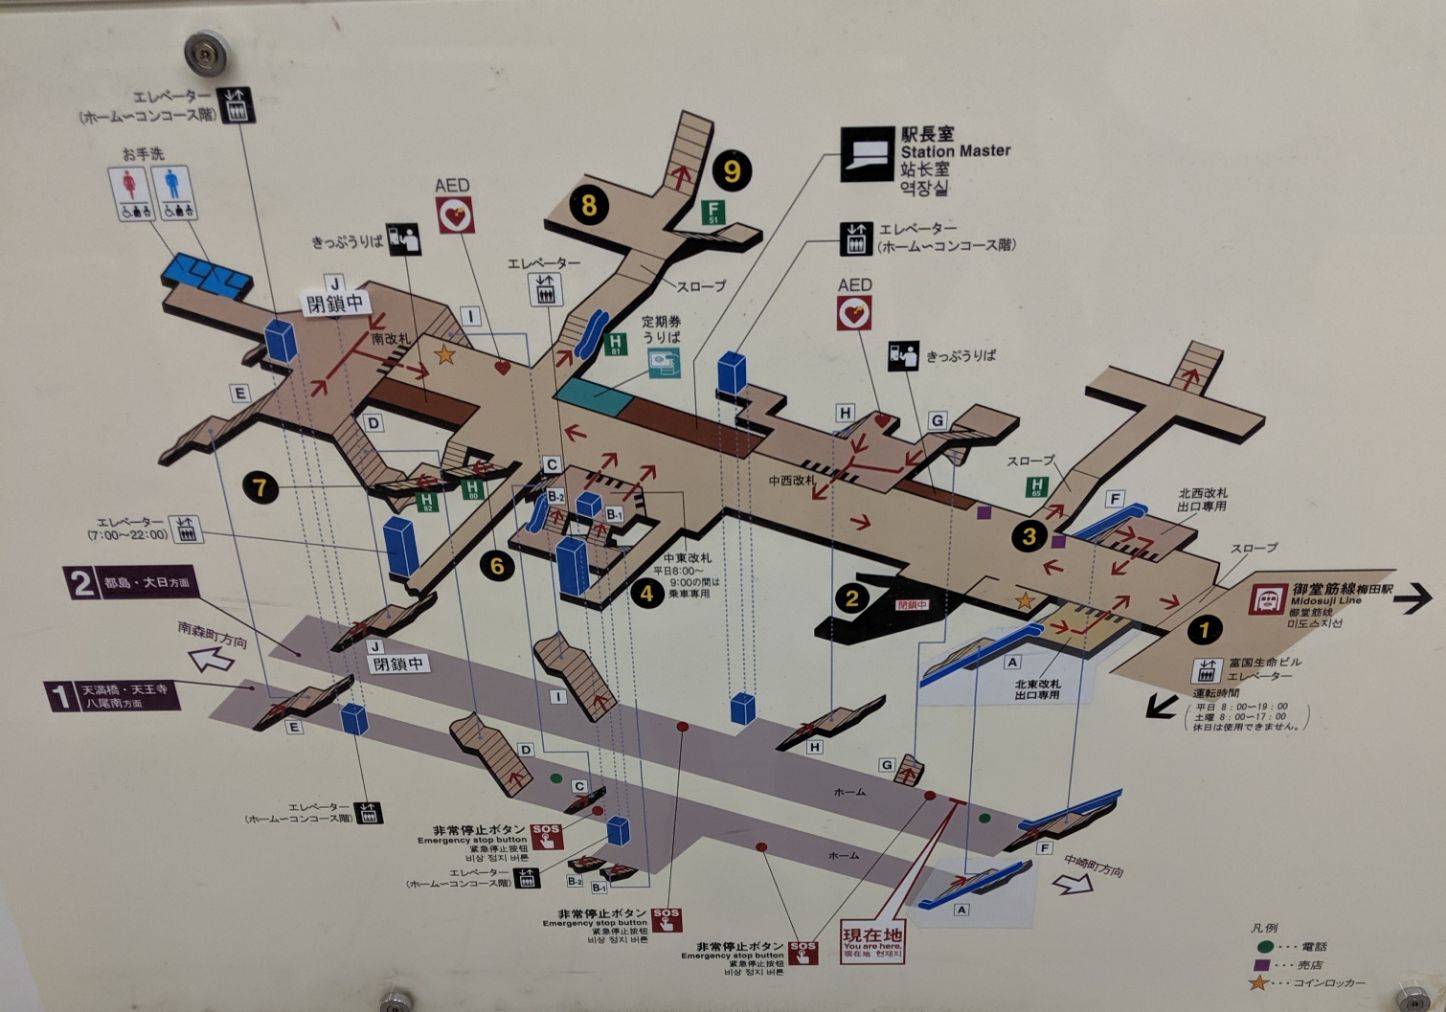 エレベーター
(ホーム〜コンコース階)
お手洗
AED
きっぷうりば
エレベーター
J
閉鎖中
I
南改札
8
9
F
51
スロープ
定期券
うりば
H
81
駅長室
Station Master
站长室
역장실
エレベーター
(ホーム〜コンコース階)
AED
きっぷうりば
E
D
7
H
82
H
80
C
B-2
B-1
6
4
中東改札
平日8:00〜
9:00の間は
乗車専用
H
G
中西改札
スロープ
H
65
F
北西改札
出口専用
3
スロープ
2
閉鎖中
A
北東改札
出口専用
1
御堂筋線梅田駅
Midosuji Line
御堂筋线
미도스지선
富国生命ビル
エレベーター
運転時間
平日 8:00〜19:00
土曜 8:00〜17:00
休日は使用できません。
エレベーター
(7:00〜22:00)
2 都島・大日方面
南森町方向
1 天満橋・天王寺
八尾南方面
J
閉鎖中
E
I
D
C
H
G
ホーム
ホーム
F
A
中崎町方向
エレベーター
(ホーム〜コンコース階)
非常停止ボタン
Emergency stop button
紧急停止按钮
비상 정지 버튼
SOS
エレベーター
(ホーム〜コンコース階)
B-2
B-1
非常停止ボタン
Emergency stop button
紧急停止按钮
비상 정지 버튼
SOS
非常停止ボタン
Emergency stop button
紧急停止按钮
비상 정지 버튼
SOS
現在地
You are here.
现在地 현재지
凡例
・・・電話
・・・売店
・・・コインロッカー